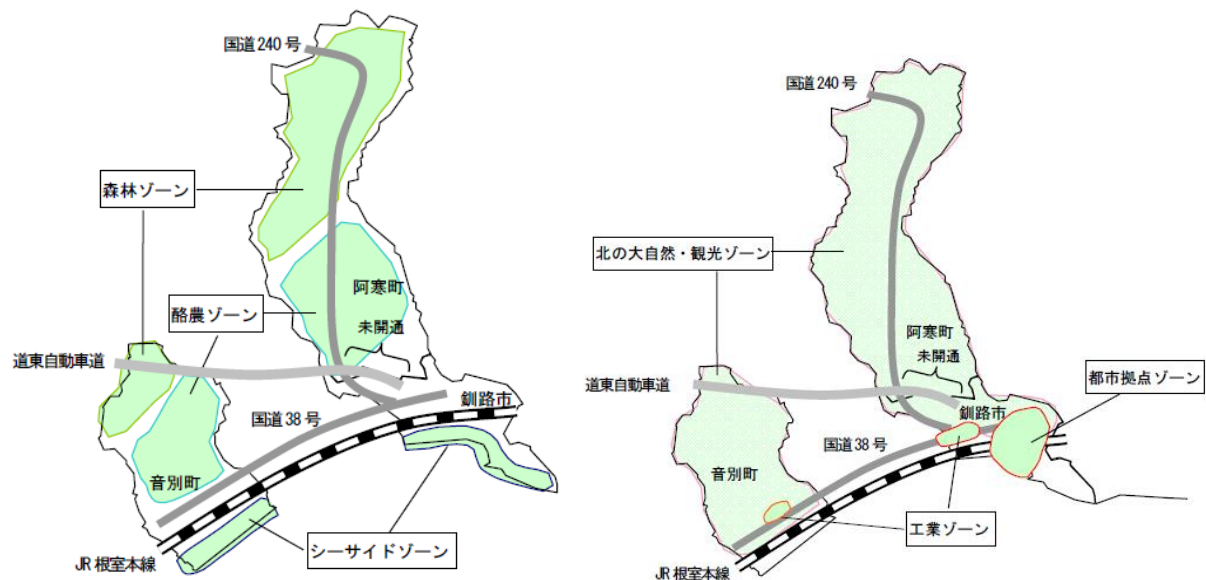 国道240号
森林ゾーン
阿寒町
酪農ゾーン
未開通
道東自動車道
釧路市
国道38号
音別町
シーサイドゾーン
JR根室本線
国道240号
北の大自然・観光ゾーン
阿寒町
未開通
都市拠点ゾーン
道東自動車道
釧路市
国道38号
音別町
工業ゾーン
JR根室本線